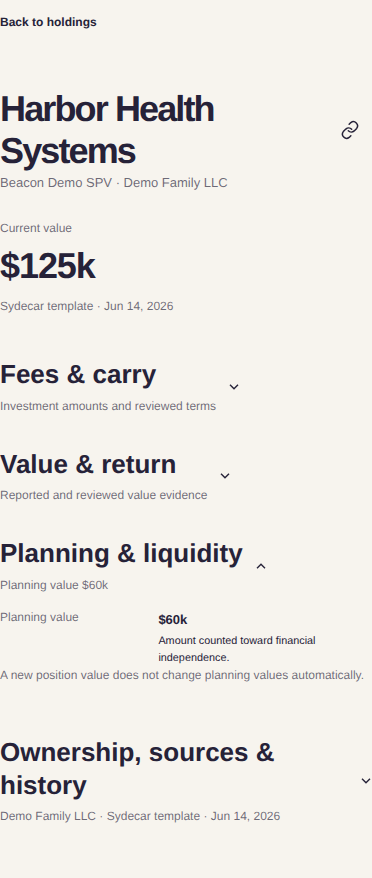 Back to holdings
Harbor Health
Systems
Beacon Demo SPV · Demo Family LLC
Current value
$125k
Sydecar template · Jun 14, 2026
Fees & carry
Investment amounts and reviewed terms
Value & return
Reported and reviewed value evidence
Planning & liquidity
Planning value $60k
Planning value
$60k
Amount counted toward financial
independence.
A new position value does not change planning values automatically.
Ownership, sources &
history
Demo Family LLC · Sydecar template · Jun 14, 2026